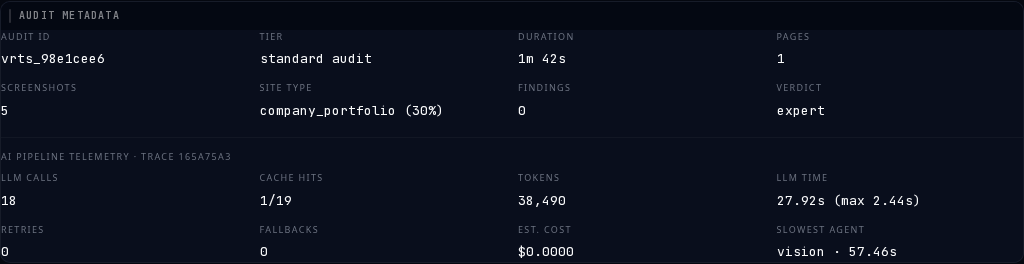 AUDIT METADATA
AUDIT ID TIER DURATION PAGES
vrts_98e1cee6 standard audit 1m 42s 1
SCREENSHOTS SITE TYPE FINDINGS VERDICT
5 company_portfolio (30%) 0 expert
AI PIPELINE TELEMETRY · TRACE 165A75A3
LLM CALLS CACHE HITS TOKENS LLM TIME
18 1/19 38,490 27.92s (max 2.44s)
RETRIES FALLBACKS EST. COST SLOWEST AGENT
0 0 $0.0000 vision · 57.46s